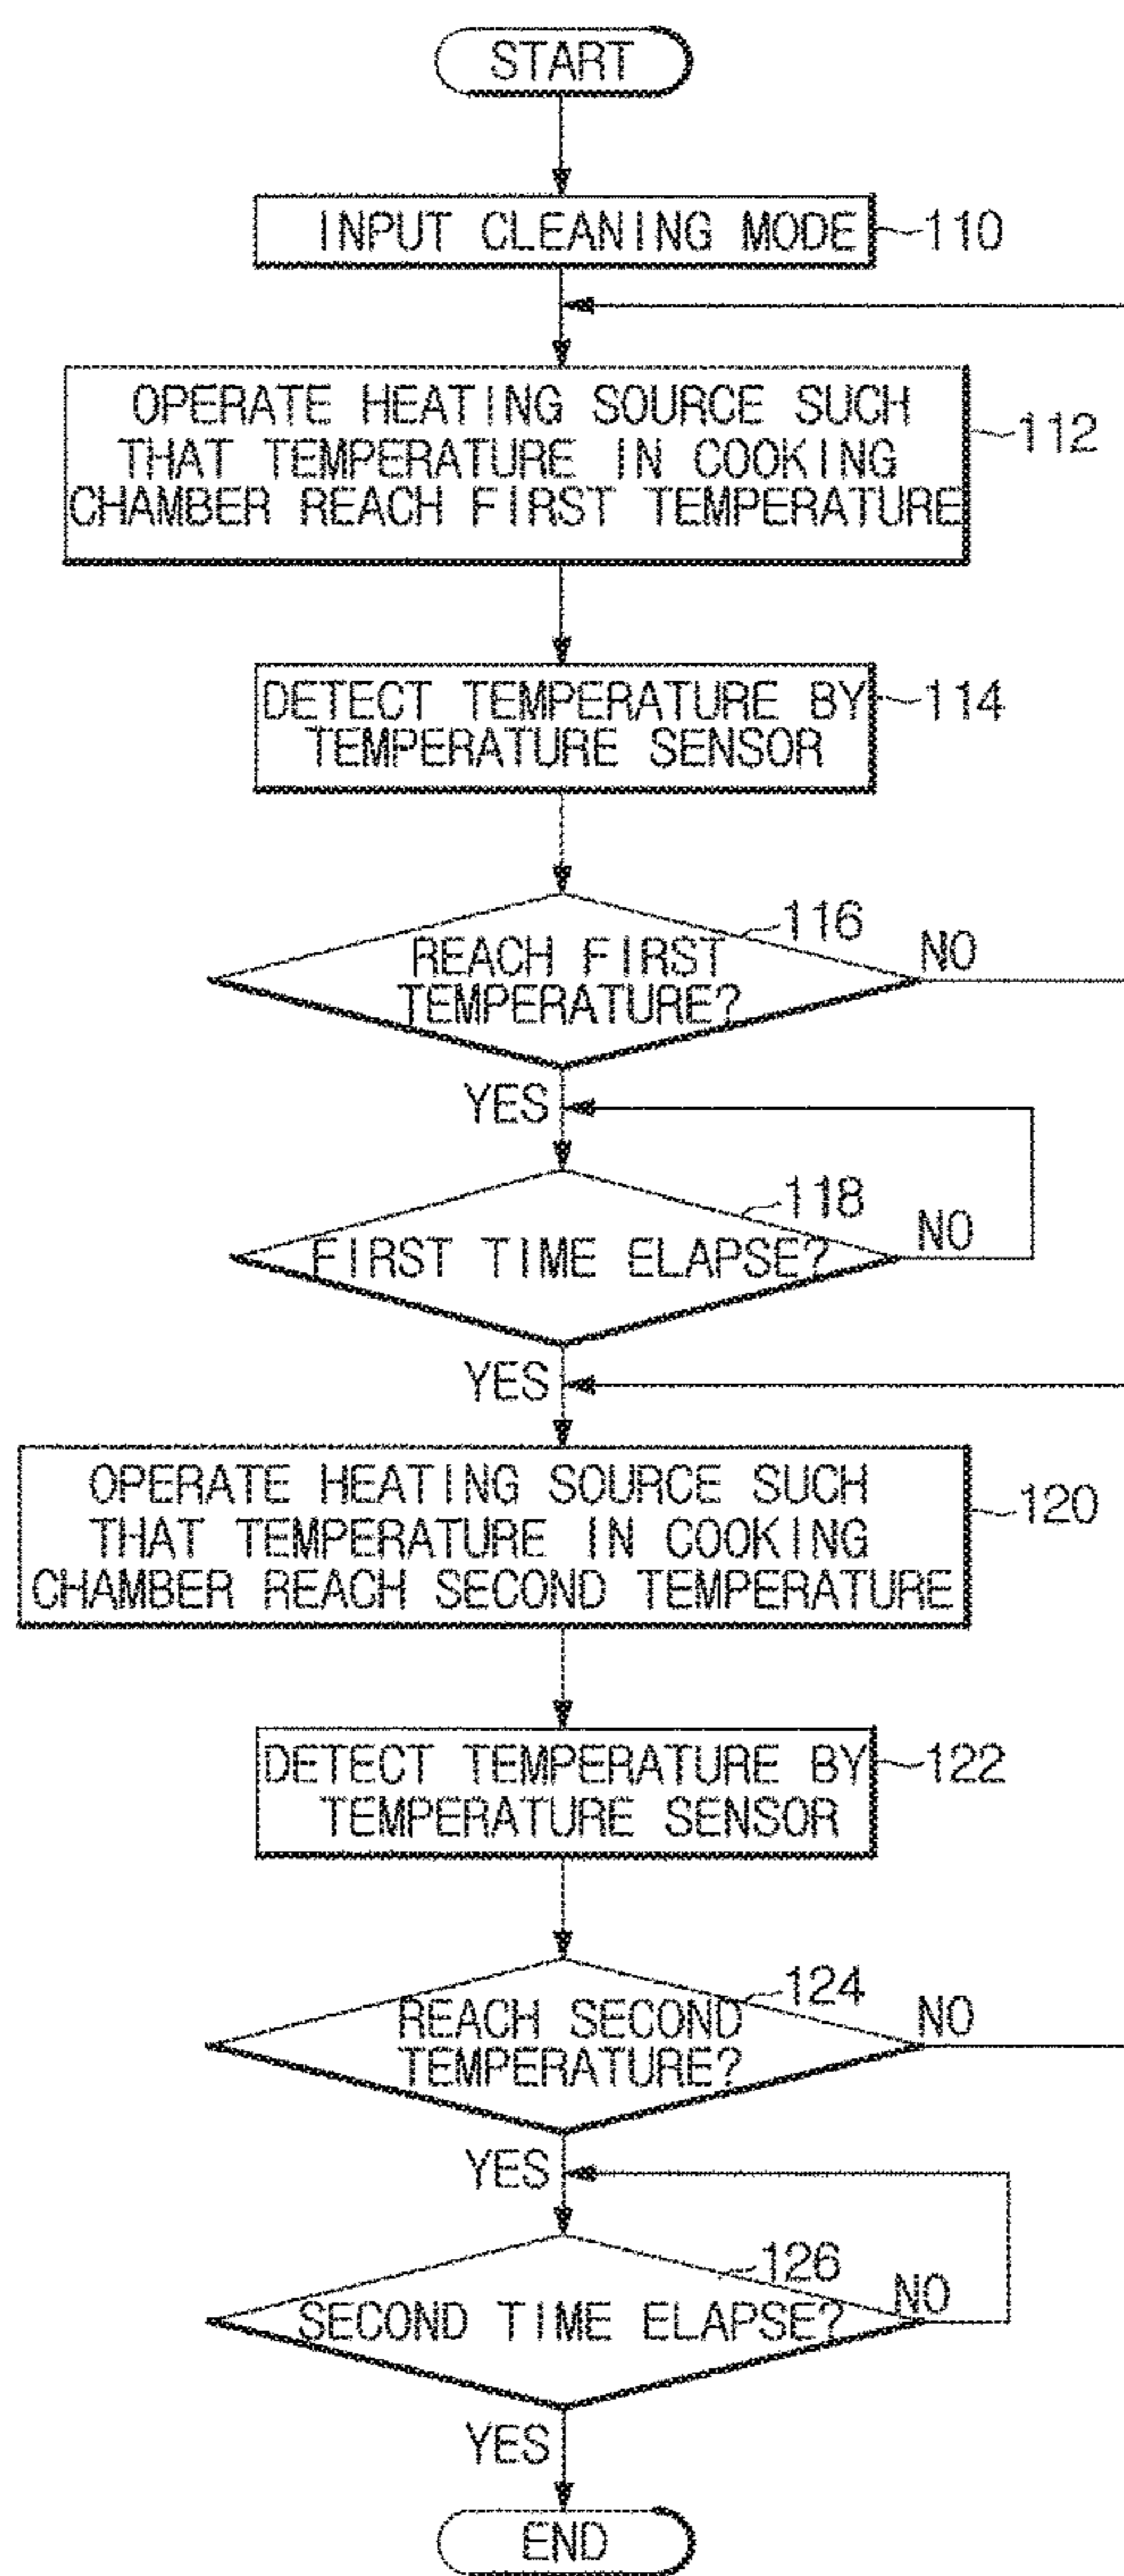 START
INPUT CLEANING MODE
110
OPERATE HEATING SOURCE SUCH
THAT TEMPERATURE IN COOKING
CHAMBER REACH FIRST TEMPERATURE
112
DETECT TEMPERATURE BY
TEMPERATURE SENSOR
114
116
REACH FIRST
TEMPERATURE?
NO
YES
118
FIRST TIME ELAPSE?
NO
YES
OPERATE HEATING SOURCE SUCH
THAT TEMPERATURE IN COOKING
CHAMBER REACH SECOND TEMPERATURE
120
DETECT TEMPERATURE BY
TEMPERATURE SENSOR
122
124
REACH SECOND
TEMPERATURE?
NO
YES
126
SECOND TIME ELAPSE?
NO
YES
END